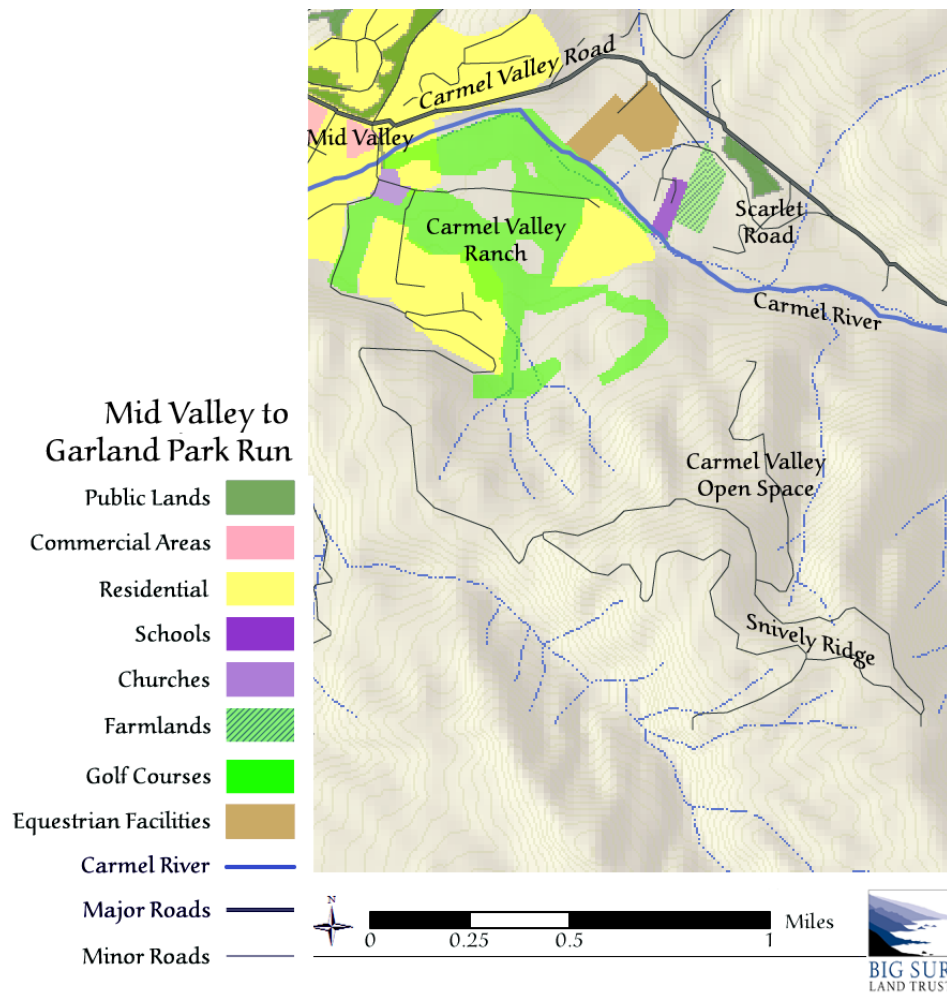 Carmel Valley Road
Mid Valley
Carmel Valley
Ranch
Scarlet
Road
Carmel River
Carmel Valley
Open Space
Snively Ridge
Mid Valley to
Garland Park Run
Public Lands
Commercial Areas
Residential
Schools
Churches
Farmlands
Golf Courses
Equestrian Facilities
Carmel River
Major Roads
Minor Roads
N
0 0.25 0.5 1 Miles
BIG SUR
LAND TRUST